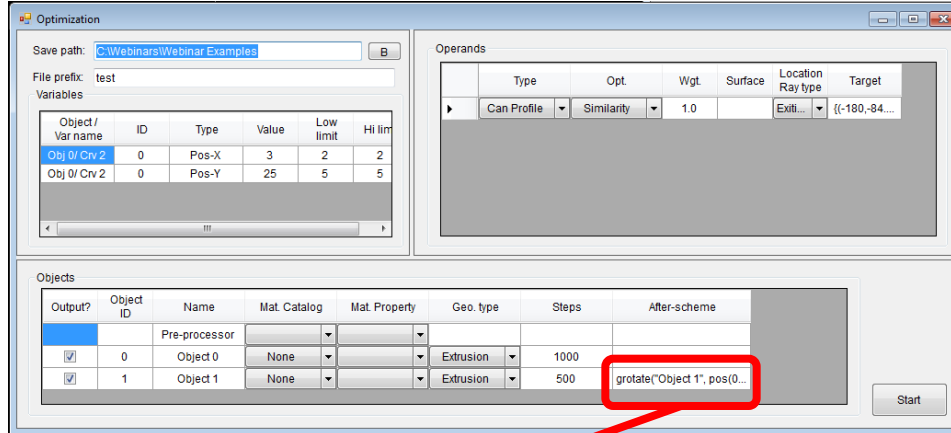 Optimization
Save path: C:\Webinars\Webinar Examples B
File prefix: test
Variables
Object / Var name ID Type Value Low limit Hi lim
Obj 0/ Crv 2 0 Pos-X 3 2 2
Obj 0/ Crv 2 0 Pos-Y 25 5 5
Operands
Type Opt. Wgt. Surface Location Ray type Target
Can Profile Similarity 1.0 Exiti... {(-180,-84....
Objects
Output? Object ID Name Mat. Catalog Mat. Property Geo. type Steps After-scheme
Pre-processor
0 Object 0 None Extrusion 1000
1 Object 1 None Extrusion 500 grotate("Object 1", pos(0...
Start